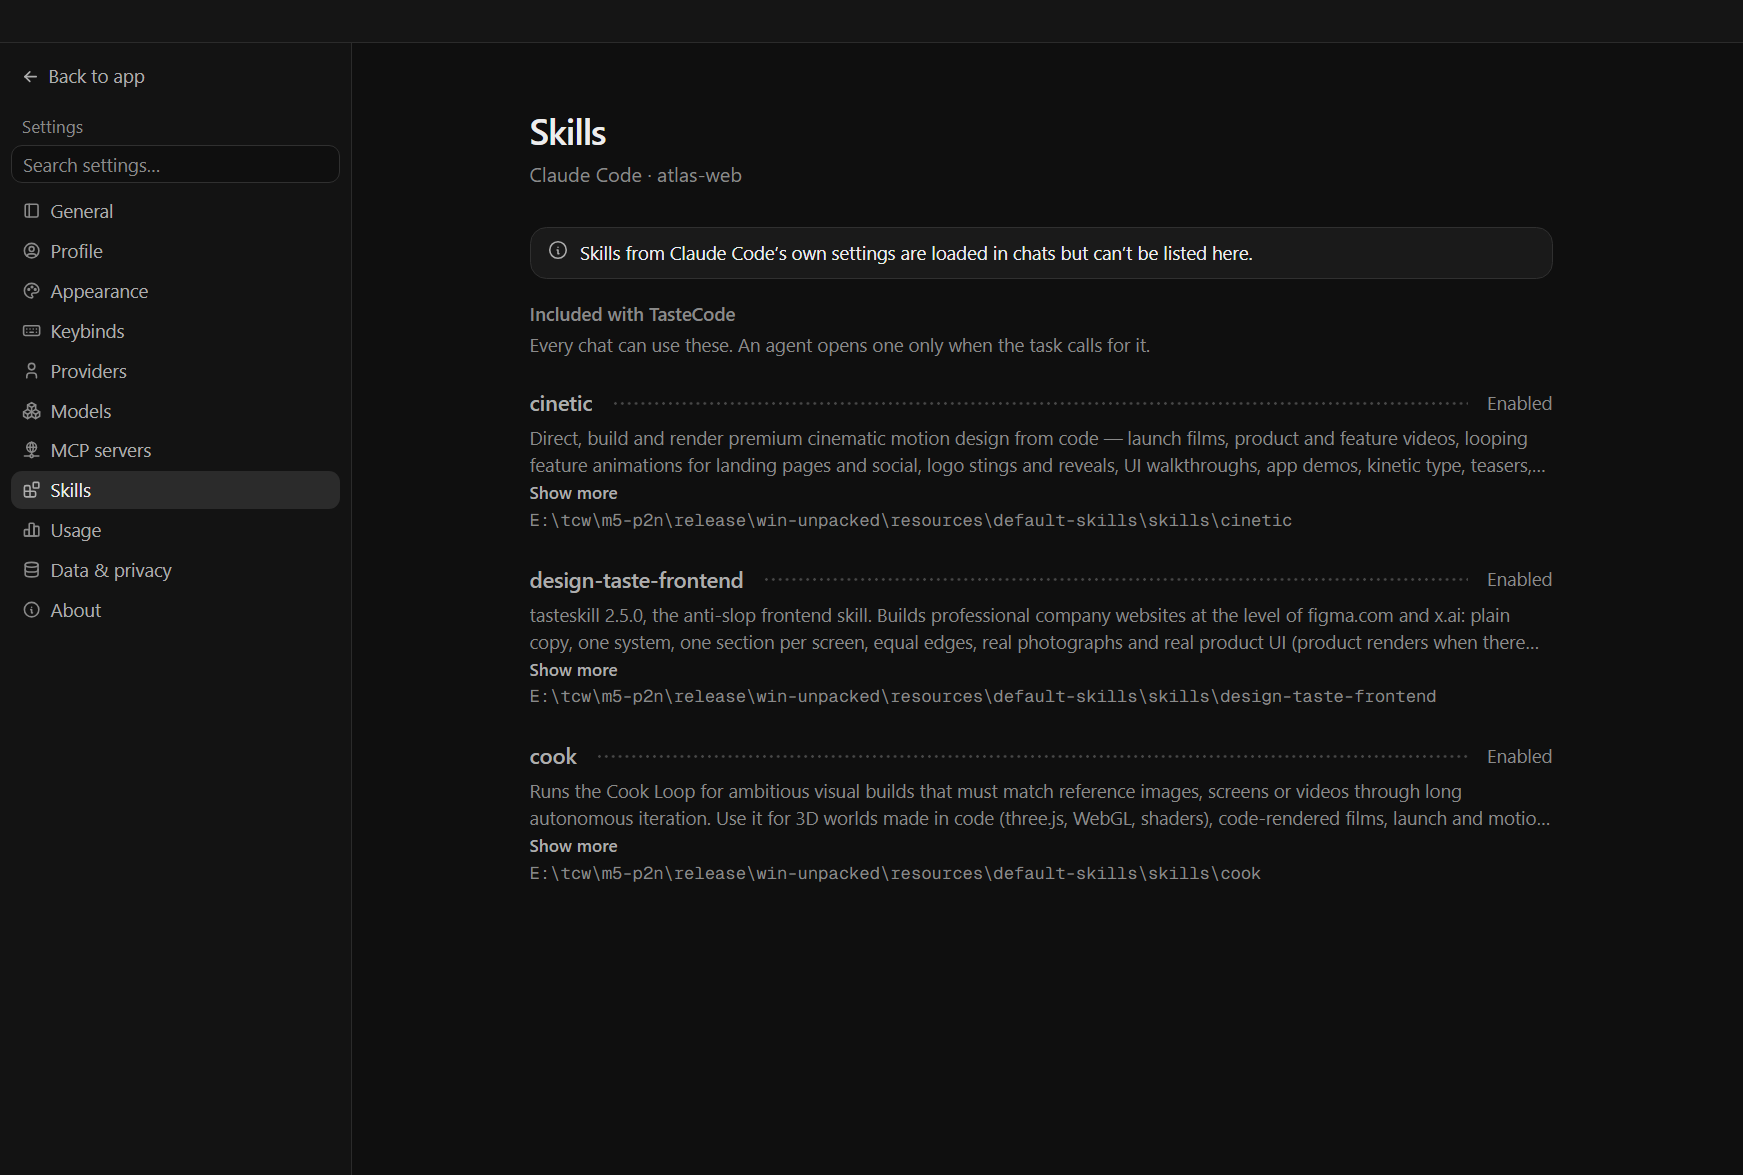 Back to app
Settings
Search settings...
General
Profile
Appearance
Keybinds
Providers
Models
MCP servers
Skills
Usage
Data & privacy
About
Skills
Claude Code · atlas-web
Skills from Claude Code's own settings are loaded in chats but can't be listed here.
Included with TasteCode
Every chat can use these. An agent opens one only when the task calls for it.
cinetic Enabled
Direct, build and render premium cinematic motion design from code — launch films, product and feature videos, looping
feature animations for landing pages and social, logo stings and reveals, UI walkthroughs, app demos, kinetic type, teasers,...
Show more
E:\tcw\m5-p2n\release\win-unpacked\resources\default-skills\skills\cinetic
design-taste-frontend Enabled
tasteskill 2.5.0, the anti-slop frontend skill. Builds professional company websites at the level of figma.com and x.ai: plain
copy, one system, one section per screen, equal edges, real photographs and real product UI (product renders when there...
Show more
E:\tcw\m5-p2n\release\win-unpacked\resources\default-skills\skills\design-taste-frontend
cook Enabled
Runs the Cook Loop for ambitious visual builds that must match reference images, screens or videos through long
autonomous iteration. Use it for 3D worlds made in code (three.js, WebGL, shaders), code-rendered films, launch and motio...
Show more
E:\tcw\m5-p2n\release\win-unpacked\resources\default-skills\skills\cook